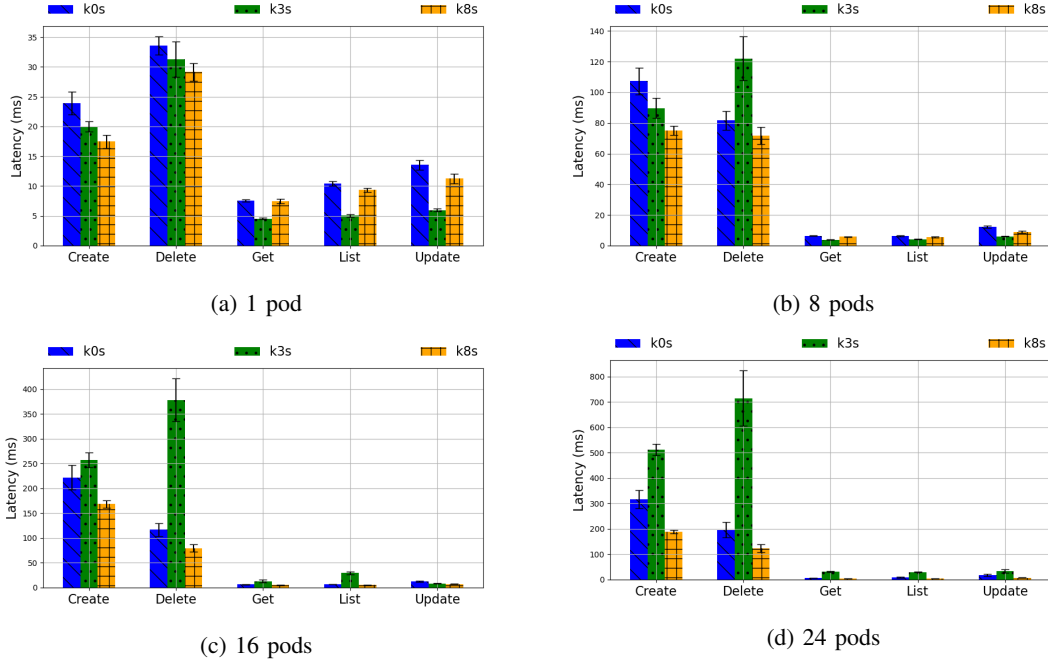 k0s k3s k8s
Latency (ms)
35
30
25
20
15
10
5
0
Create Delete Get List Update
(a) 1 pod
k0s k3s k8s
Latency (ms)
140
120
100
80
60
40
20
0
Create Delete Get List Update
(b) 8 pods
k0s k3s k8s
Latency (ms)
400
350
300
250
200
150
100
50
0
Create Delete Get List Update
(c) 16 pods
k0s k3s k8s
Latency (ms)
800
700
600
500
400
300
200
100
0
Create Delete Get List Update
(d) 24 pods